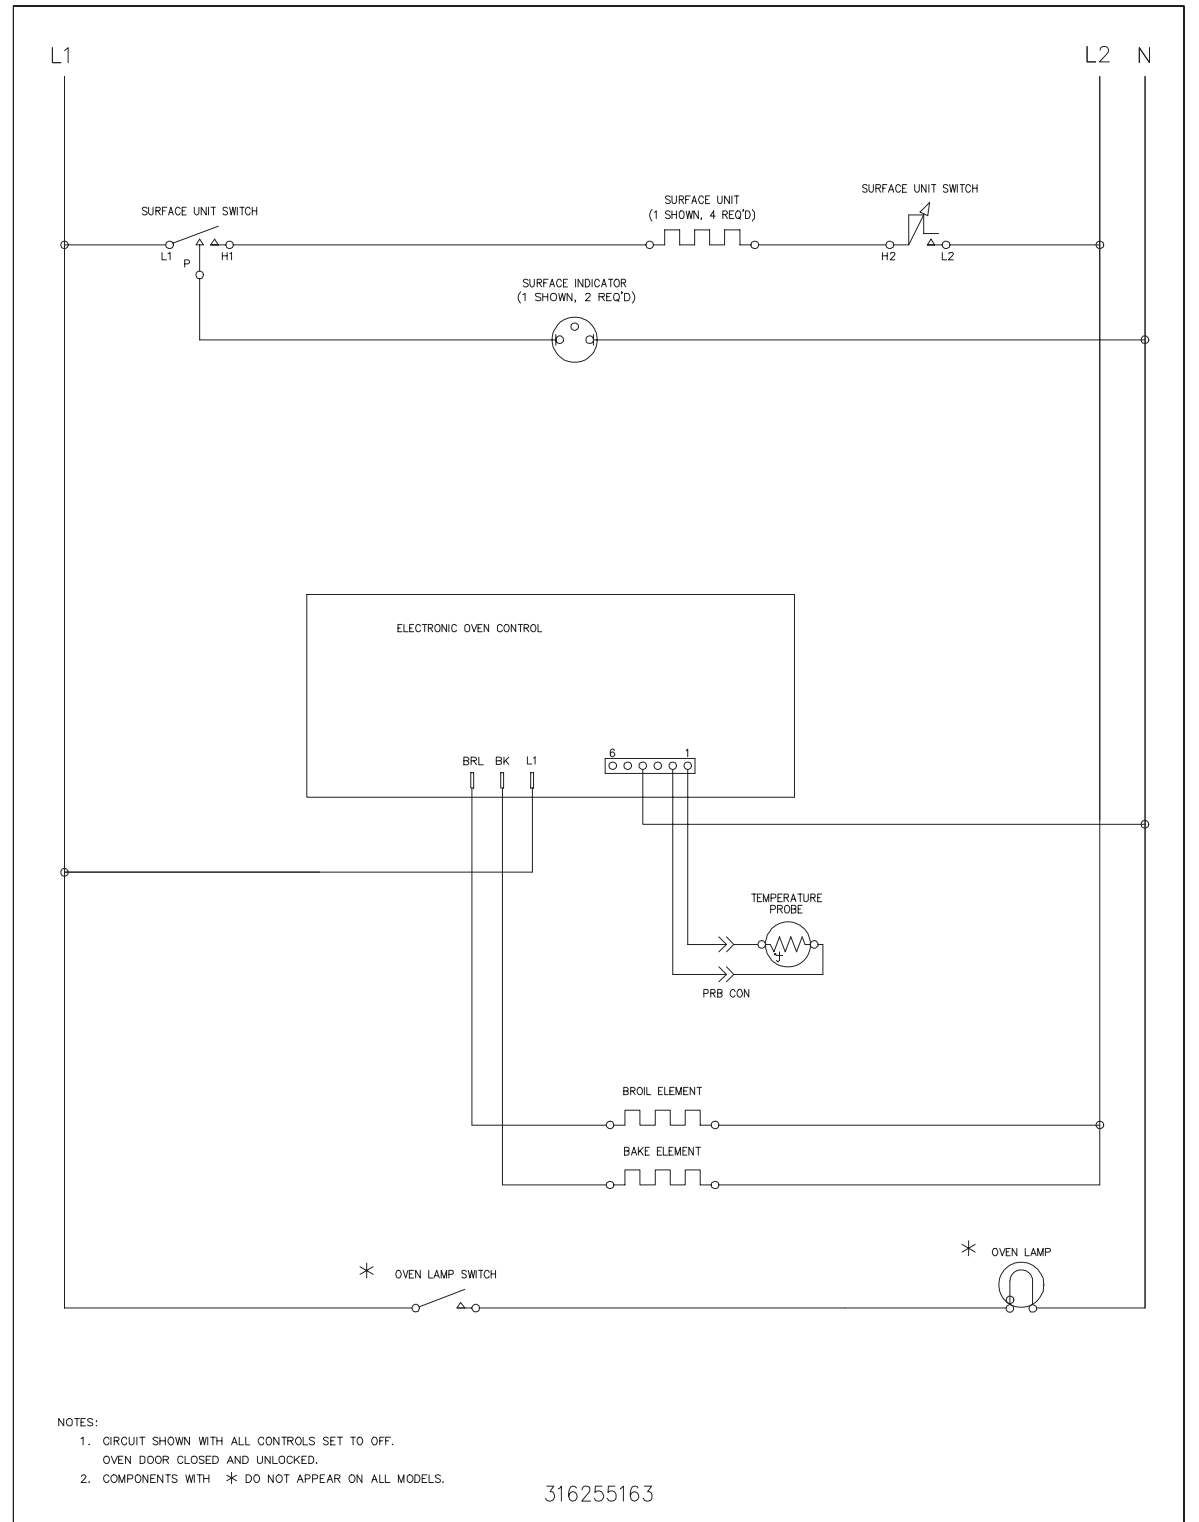 L1
L2 N
SURFACE UNIT SWITCH
SURFACE UNIT
(1 SHOWN, 4 REQ'D)
SURFACE UNIT SWITCH
L1
P
H1
H2
L2
SURFACE INDICATOR
(1 SHOWN, 2 REQ'D)
ELECTRONIC OVEN CONTROL
BRL BK L1
6 1
TEMPERATURE
PROBE
PRB CON
BROIL ELEMENT
BAKE ELEMENT
* OVEN LAMP
* OVEN LAMP SWITCH
NOTES:
1. CIRCUIT SHOWN WITH ALL CONTROLS SET TO OFF.
OVEN DOOR CLOSED AND UNLOCKED.
2. COMPONENTS WITH * DO NOT APPEAR ON ALL MODELS.
316255163